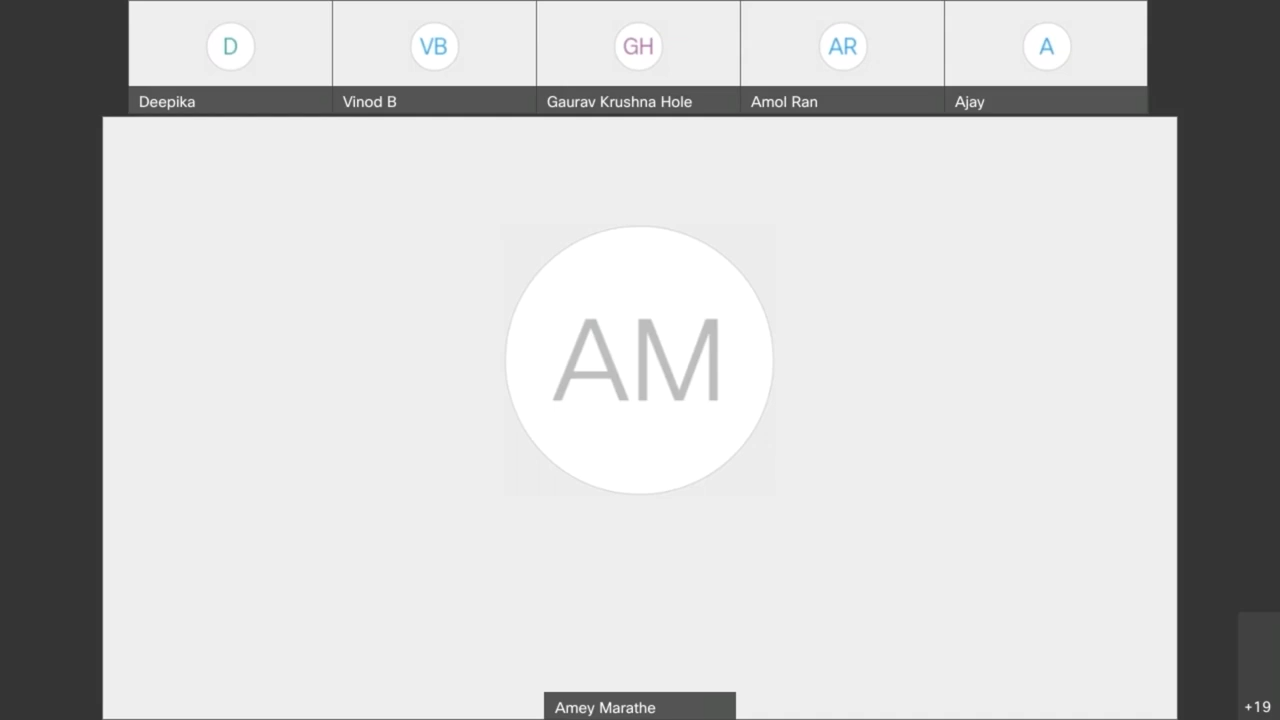 D
VB
GH
AR
A
Deepika
Vinod B
Gaurav Krushna Hole
Amol Ran
Ajay
AM
Amey Marathe
+19